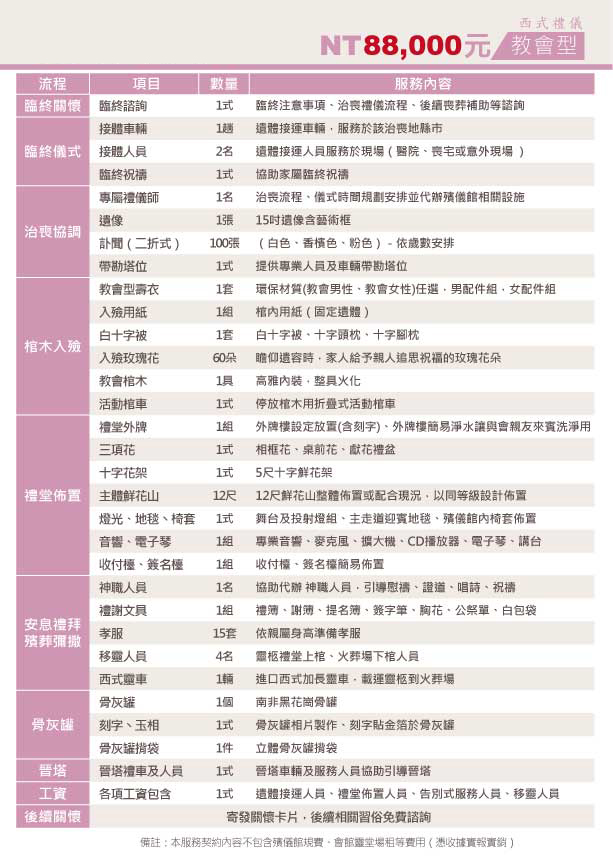 西式禮儀
NT88,000元 教會型
流程 項目 數量 服務內容
臨終關懷 臨終諮詢 1式 臨終注意事項、治喪禮儀流程、後續喪葬補助等諮詢
接體車輛 1趟 遺體接運車輛，服務於該治喪地縣市
臨終儀式 接體人員 2名 遺體接運人員服務於現場（醫院、喪宅或意外現場 ）
臨終祝禱 1式 協助家屬臨終祝禱
專屬禮儀師 1名 治喪流程、儀式時間規劃安排並代辦殯儀館相關設施
治喪協調 遺像 1張 15吋遺像含藝術框
訃聞（二折式） 100張 （白色、香檳色、粉色）﹣依歲數安排
帶勘塔位 1式 提供專業人員及車輛帶勘塔位
教會型壽衣 1套 環保材質(教會男性、教會女性)任選，男配件組，女配件組
入殮用紙 1組 棺內用紙（固定遺體）
棺木入殮 白十字被 1套 白十字被、十字頭枕、十字腳枕
入殮玫瑰花 60朵 瞻仰遺容時，家人給予親人追思祝福的玫瑰花朵
教會棺木 1具 高雅內裝，整具火化
活動棺車 1式 停放棺木用折疊式活動棺車
禮堂外牌 1組 外牌樓設定放置(含刻字)、外牌樓簡易淨水讓與會親友來賓洗淨用
三項花 1式 相框花、桌前花、獻花禮盆
十字花架 1式 5尺十字鮮花架
禮堂佈置 主體鮮花山 12尺 12尺鮮花山整體佈置或配合現況，以同等級設計佈置
燈光、地毯、椅套 1式 舞台及投射燈組、主走道迎賓地毯、殯儀館內椅套佈置
音響、電子琴 1組 專業音響、麥克風、擴大機、CD播放器、電子琴、講台
收付檯、簽名檯 1組 收付檯、簽名檯簡易佈置
神職人員 1名 協助代辦 神職人員，引導慰禱、證道、唱詩、祝禱
禮謝文具 1組 禮簿、謝簿、提名簿、簽字筆、胸花、公祭單、白包袋
安息禮拜
殯葬彌撒 孝服 15套 依親屬身高準備孝服
移靈人員 4名 靈柩禮堂上棺、火葬場下棺人員
西式靈車 1輛 進口西式加長靈車，載運靈柩到火葬場
骨灰罐 1個 南非黑花崗骨罐
骨灰罐 刻字、玉相 1式 骨灰罐相片製作、刻字貼金箔於骨灰罐
骨灰罐揹袋 1件 立體骨灰罐揹袋
晉塔 晉塔禮車及人員 1式 晉塔車輛及服務人員協助引導晉塔
工資 各項工資包含 1式 遺體接運人員、禮堂佈置人員、告別式服務人員、移靈人員
後續關懷 寄發關懷卡片，後續相關習俗免費諮詢
備註：本服務契約內容不包含殯儀館規費、會館靈堂場租等費用（憑收據實報實銷）